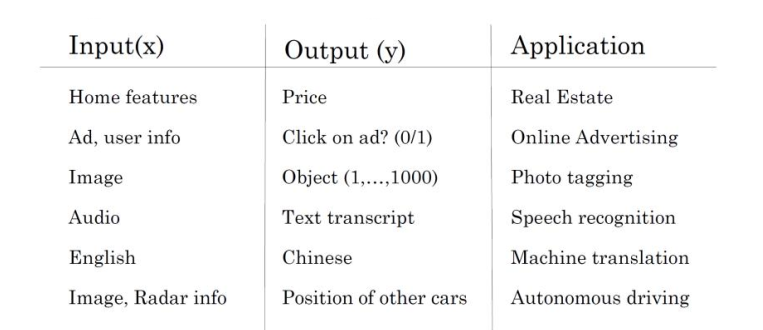 Input(x) Output (y) Application
Home features Price Real Estate
Ad, user info Click on ad? (0/1) Online Advertising
Image Object (1,...,1000) Photo tagging
Audio Text transcript Speech recognition
English Chinese Machine translation
Image, Radar info Position of other cars Autonomous driving